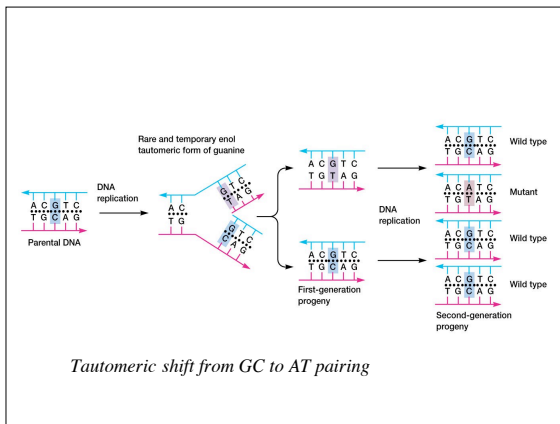 Rare and temporary enol
tautomeric form of guanine
A C G T C
T G C A G
Parental DNA
DNA
replication
A C
T G
G T C
T A G
G T C
C A G
A C G T C
T G T A G
A C G T C
T G C A G
First-generation
progeny
DNA
replication
A C G T C
T G C A G
Wild type
A C A T C
T G T A G
Mutant
A C G T C
T G C A G
Wild type
A C G T C
T G C A G
Wild type
Second-generation
progeny
Tautomeric shift from GC to AT pairing